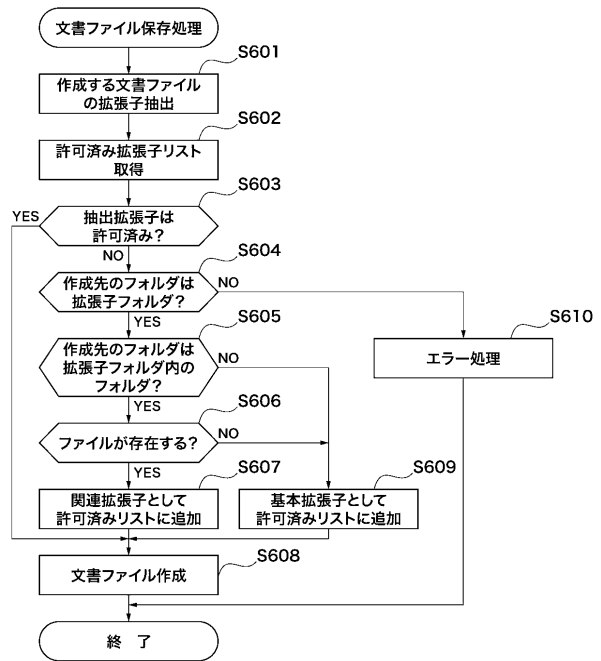 文書ファイル保存処理
S601
作成する文書ファイル
の拡張子抽出
S602
許可済み拡張子リスト
取得
S603
YES
抽出拡張子は
許可済み？
NO
S604
作成先のフォルダは
拡張子フォルダ？
NO
YES
S605
S610
作成先のフォルダは
拡張子フォルダ内の
フォルダ？
NO
エラー処理
YES
S606
ファイルが存在する？
NO
YES
S607
S609
関連拡張子として
許可済みリストに追加
基本拡張子として
許可済みリストに追加
S608
文書ファイル作成
終　了